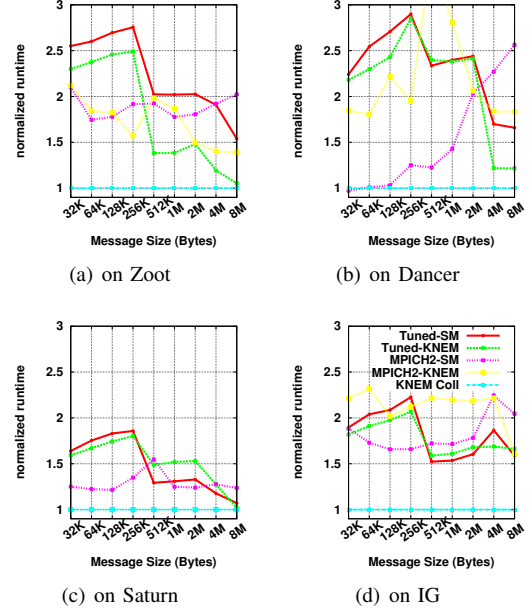 3
2.5
2
1.5
1
normalized runtime
32K 64K 128K 256K 512K 1M 2M 4M 8M
Message Size (Bytes)
(a) on Zoot
3
2.5
2
1.5
1
normalized runtime
32K 64K 128K 256K 512K 1M 2M 4M 8M
Message Size (Bytes)
(b) on Dancer
3
2.5
2
1.5
1
normalized runtime
32K 64K 128K 256K 512K 1M 2M 4M 8M
Message Size (Bytes)
(c) on Saturn
3
2.5
2
1.5
1
normalized runtime
Tuned-SM
Tuned-KNEM
MPICH2-SM
MPICH2-KNEM
KNEM Coll
32K 64K 128K 256K 512K 1M 2M 4M 8M
Message Size (Bytes)
(d) on IG